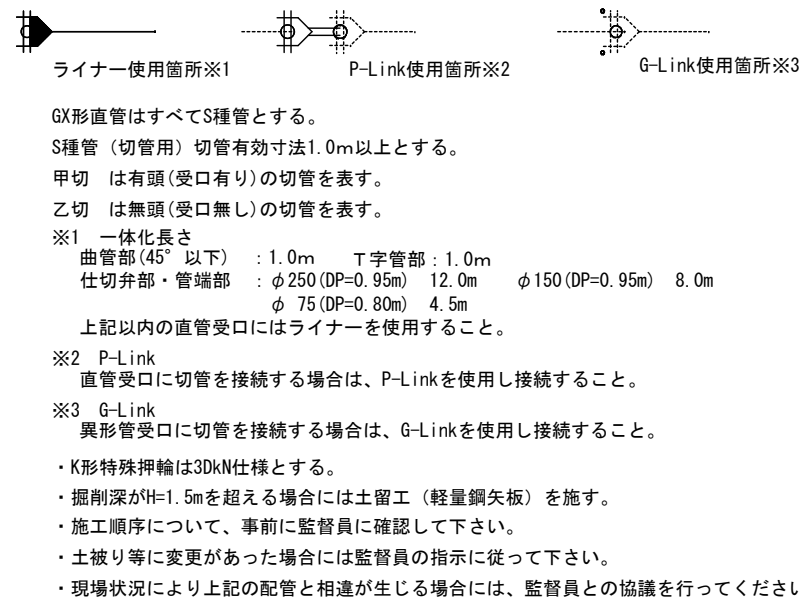 ライナー使用箇所※1 P-Link使用箇所※2 G-Link使用箇所※3
GX形直管はすべてS種管とする。
S種管（切管用）切管有効寸法1.0m以上とする。
甲切　は有頭(受口有り)の切管を表す。
乙切　は無頭(受口無し)の切管を表す。
※1　一体化長さ
曲管部(45°以下)　：1.0m　　T字管部：1.0m
仕切弁部・管端部　：φ250(DP=0.95m)　12.0m　　φ150(DP=0.95m)　8.0m
φ 75(DP=0.80m)　4.5m
上記以内の直管受口にはライナーを使用すること。
※2　P-Link
直管受口に切管を接続する場合は、P-Linkを使用し接続すること。
※3　G-Link
異形管受口に切管を接続する場合は、G-Linkを使用し接続すること。
・K形特殊押輪は3DkN仕様とする。
・掘削深がH=1.5mを超える場合には土留工（軽量鋼矢板）を施す。
・施工順序について、事前に監督員に確認して下さい。
・土被り等に変更があった場合には監督員の指示に従って下さい。
・現場状況により上記の配管と相違が生じる場合には、監督員との協議を行ってくださ